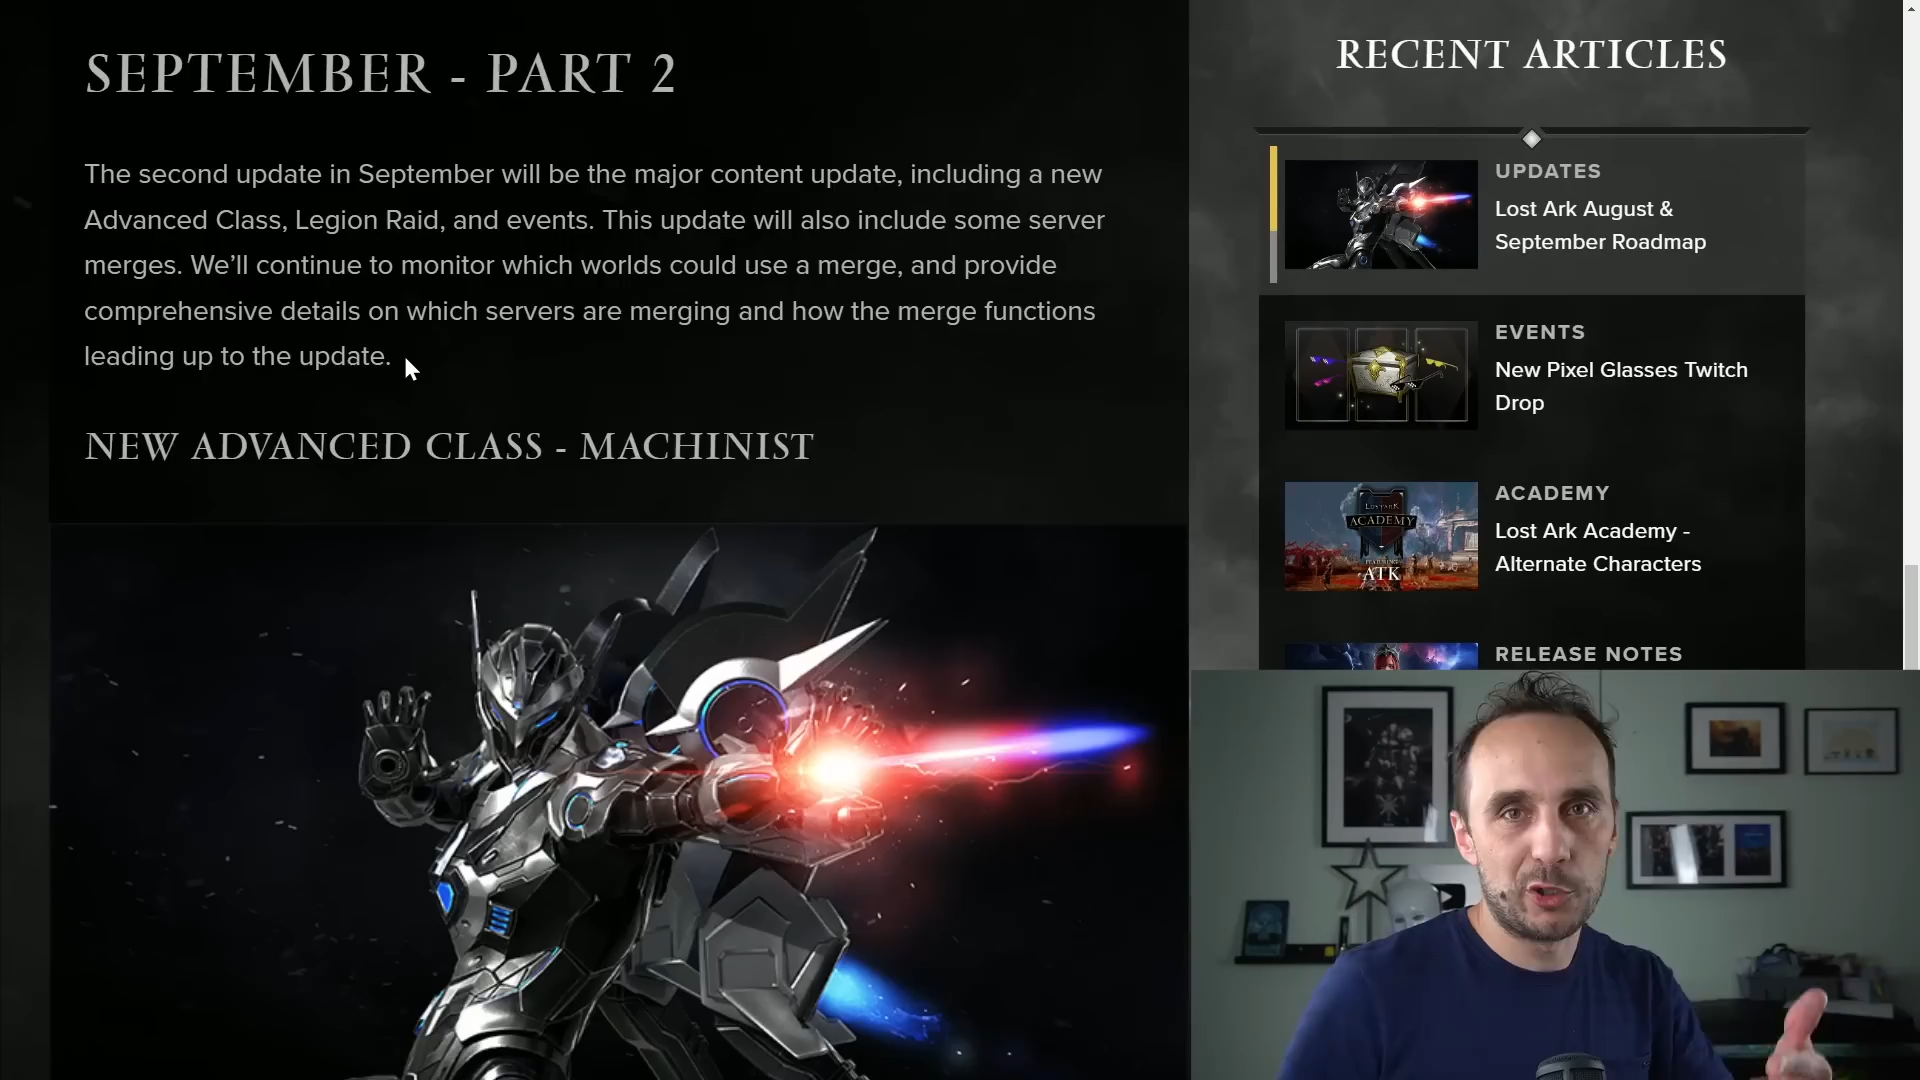 SEPTEMBER - PART 2
The second update in September will be the major content update, including a new
Advanced Class, Legion Raid, and events. This update will also include some server
merges. We’ll continue to monitor which worlds could use a merge, and provide
comprehensive details on which servers are merging and how the merge functions
leading up to the update.
NEW ADVANCED CLASS - MACHINIST
RECENT ARTICLES
UPDATES
Lost Ark August &
September Roadmap
EVENTS
New Pixel Glasses Twitch
Drop
LOST ARK
ACADEMY
FEATURING
ATK
ACADEMY
Lost Ark Academy -
Alternate Characters
RELEASE NOTES